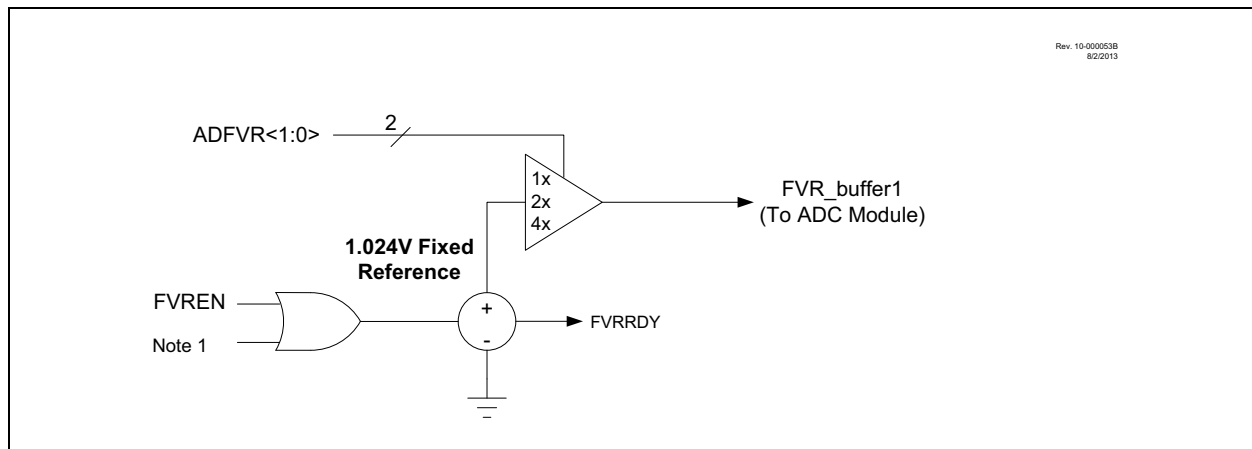 Rev. 10-000053B
8/2/2013
ADFVR<1:0>
2
1x
2x
4x
FVR_buffer1
(To ADC Module)
1.024V Fixed
Reference
FVREN
Note 1
+
-
FVRRDY